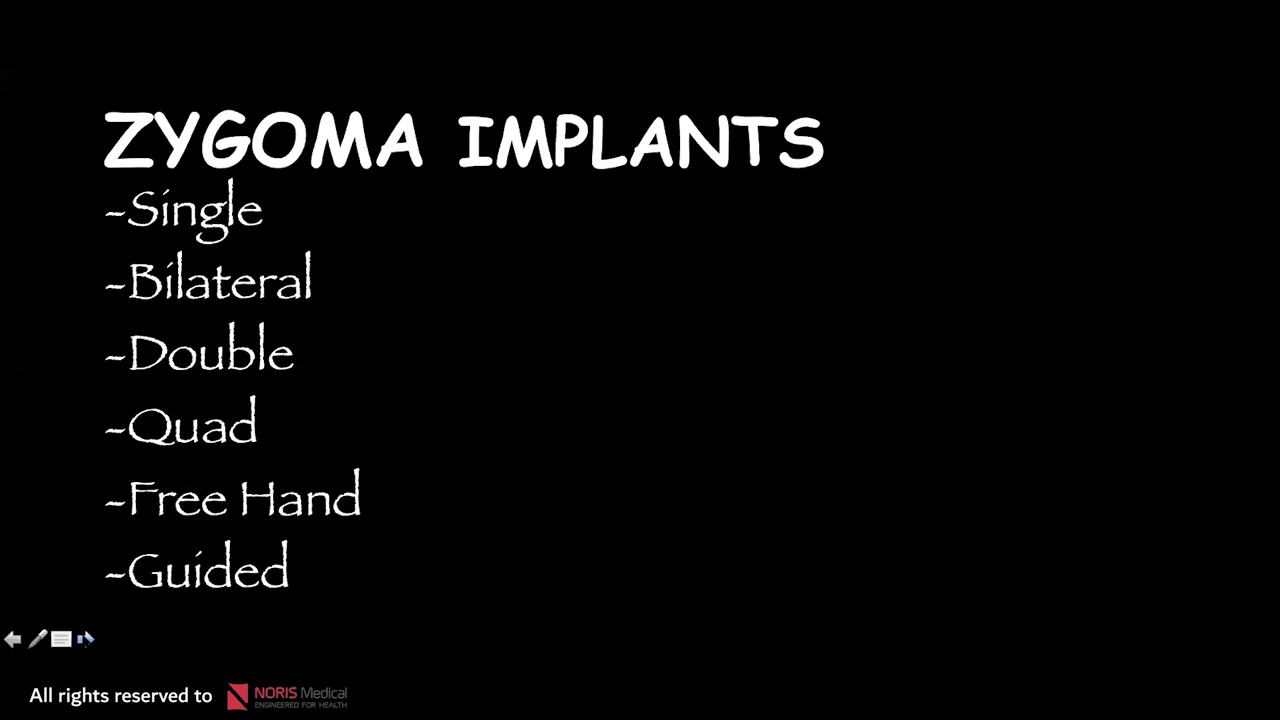 ZYGOMA IMPLANTS
-Single
-Bilateral
-Double
-Quad
-Free Hand
-Guided
All rights reserved to NORIS Medical
ENGINEERED FOR HEALTH